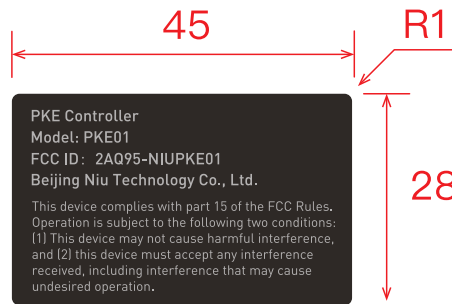 45
R1
PKE Controller
Model: PKE01
FCC ID: 2AQ95-NIUPKE01
Beijing Niu Technology Co., Ltd.
This device complies with part 15 of the FCC Rules.
Operation is subject to the following two conditions:
(1) This device may not cause harmful interference,
and (2) this device must accept any interference
received, including interference that may cause
undesired operation.
28